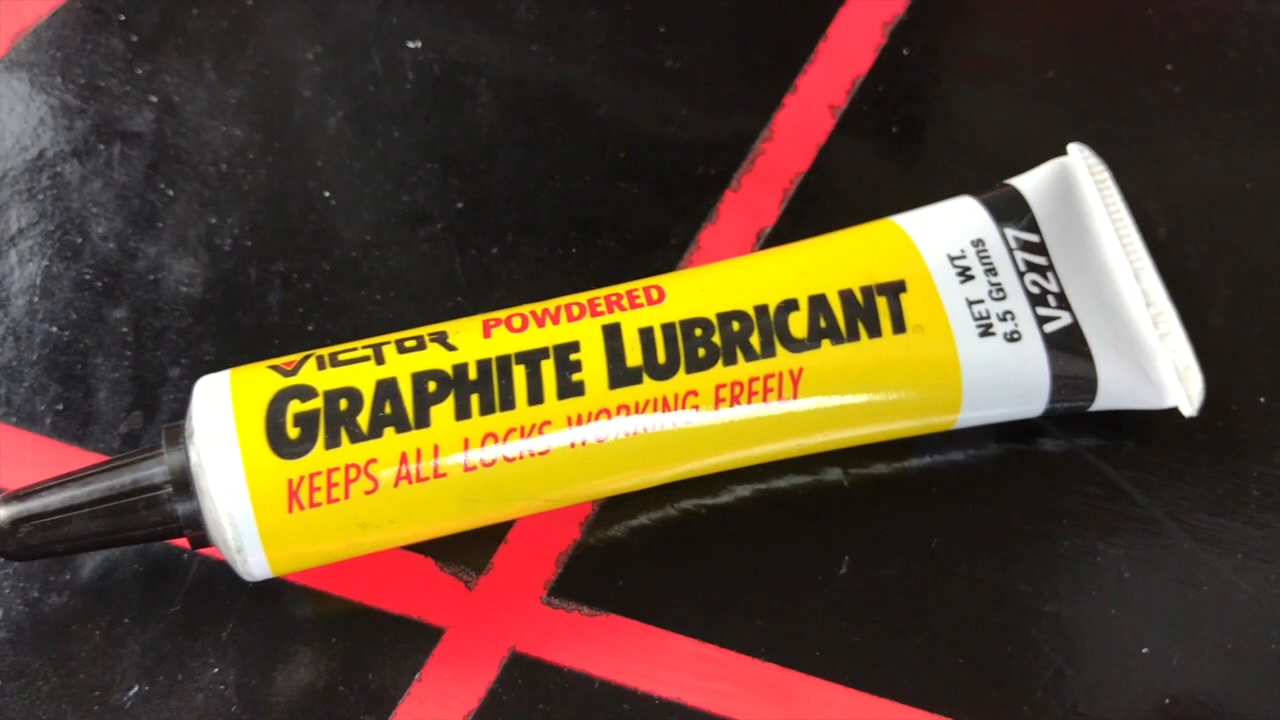 VICTOR POWDERED
GRAPHITE LUBRICANT
KEEPS ALL LOCKS WORKING FREELY
NET WT.
6.5 Grams
V-277